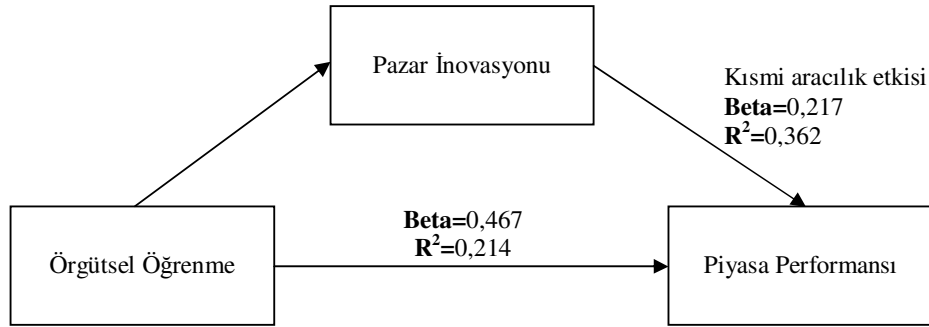 Pazar İnovasyonu
Kısmi aracılık etkisi
Beta=0,217
R²=0,362
Beta=0,467
R²=0,214
Örgütsel Öğrenme
Piyasa Performansı